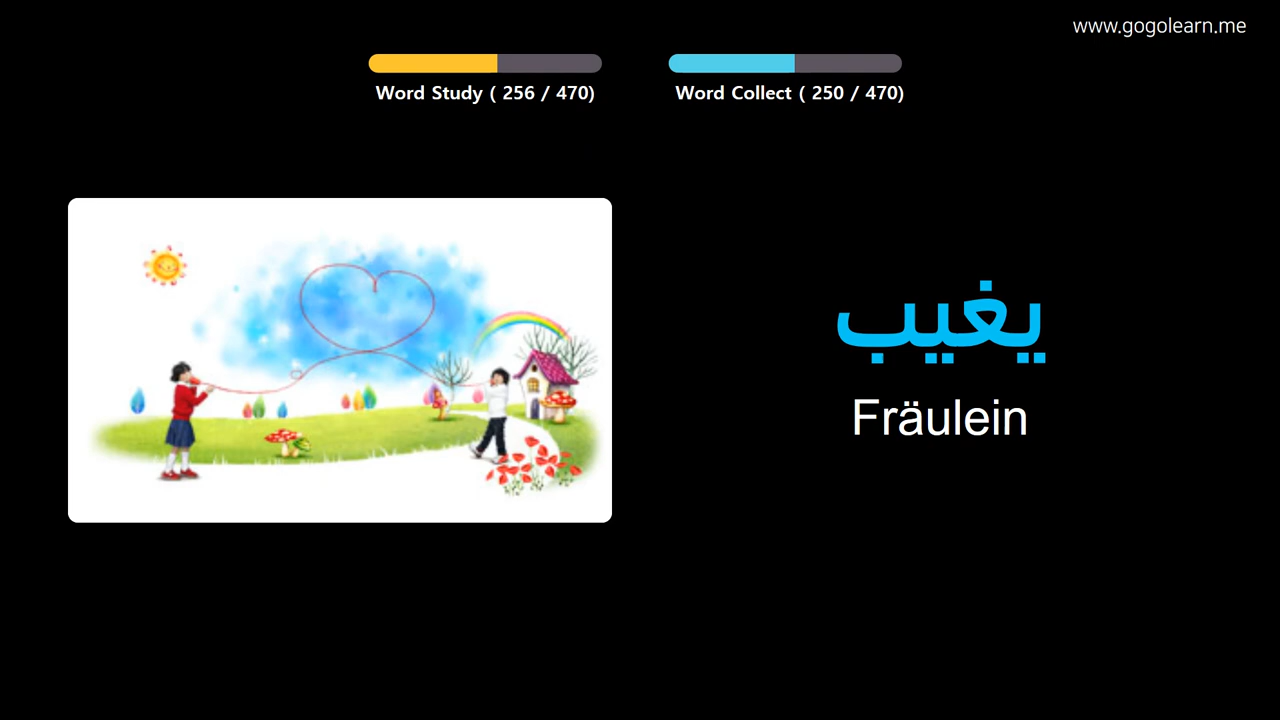 www.gogolearn.me
Word Study ( 256 / 470)
Word Collect ( 250 / 470)
يغيب
Fräulein